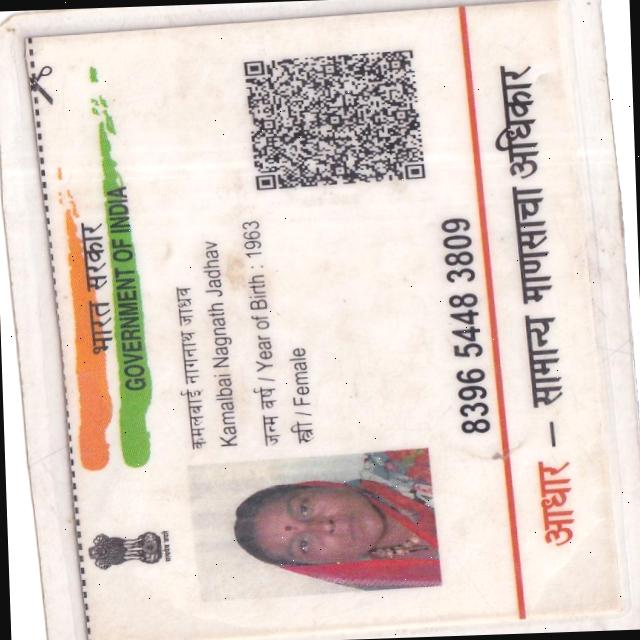 भारत सरकार
GOVERNMENT OF INDIA
कमलबाई नागनाथ जाधव
Kamalbai Nagnath Jadhav
जन्म वर्ष / Year of Birth : 1963
स्त्री / Female
8396 5448 3809
आधार – सामान्य माणसाचा अधिकार